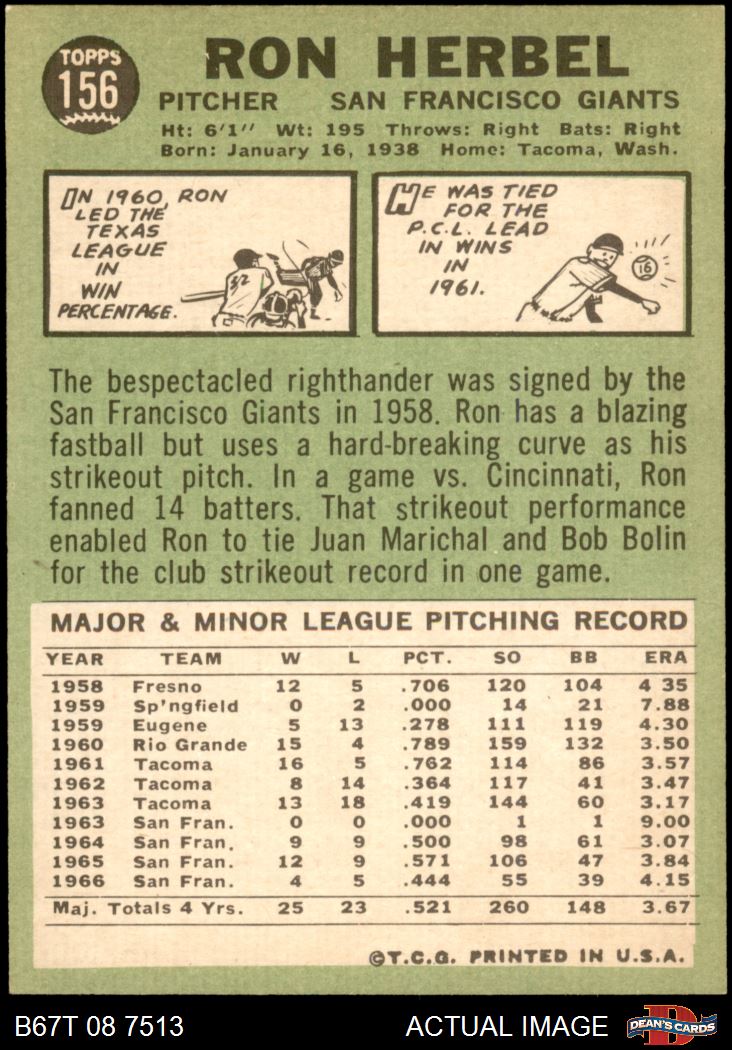 TOPPS
156
RON HERBEL
PITCHER SAN FRANCISCO GIANTS
Ht: 6'1" Wt: 195 Throws: Right Bats: Right
Born: January 16, 1938 Home: Tacoma, Wash.
IN 1960, RON
LED THE
TEXAS
LEAGUE
IN
WIN
PERCENTAGE.
32
HE WAS TIED
FOR THE
P.C.L. LEAD
IN WINS
IN
1961.
16
The bespectacled righthander was signed by the
San Francisco Giants in 1958. Ron has a blazing
fastball but uses a hard-breaking curve as his
strikeout pitch. In a game vs. Cincinnati, Ron
fanned 14 batters. That strikeout performance
enabled Ron to tie Juan Marichal and Bob Bolin
for the club strikeout record in one game.
MAJOR & MINOR LEAGUE PITCHING RECORD
YEAR TEAM W L PCT. SO BB ERA
1958 Fresno 12 5 .706 120 104 4 35
1959 Sp'ngfield 0 2 .000 14 21 7.88
1959 Eugene 5 13 .278 111 119 4.30
1960 Rio Grande 15 4 .789 159 132 3.50
1961 Tacoma 16 5 .762 114 86 3.57
1962 Tacoma 8 14 .364 117 41 3.47
1963 Tacoma 13 18 .419 144 60 3.17
1963 San Fran. 0 0 .000 1 1 9.00
1964 San Fran. 9 9 .500 98 61 3.07
1965 San Fran. 12 9 .571 106 47 3.84
1966 San Fran. 4 5 .444 55 39 4.15
Maj. Totals 4 Yrs. 25 23 .521 260 148 3.67
©T.C.G. PRINTED IN U.S.A.
B67T 08 7513 ACTUAL IMAGE
D
DEAN'S CARDS